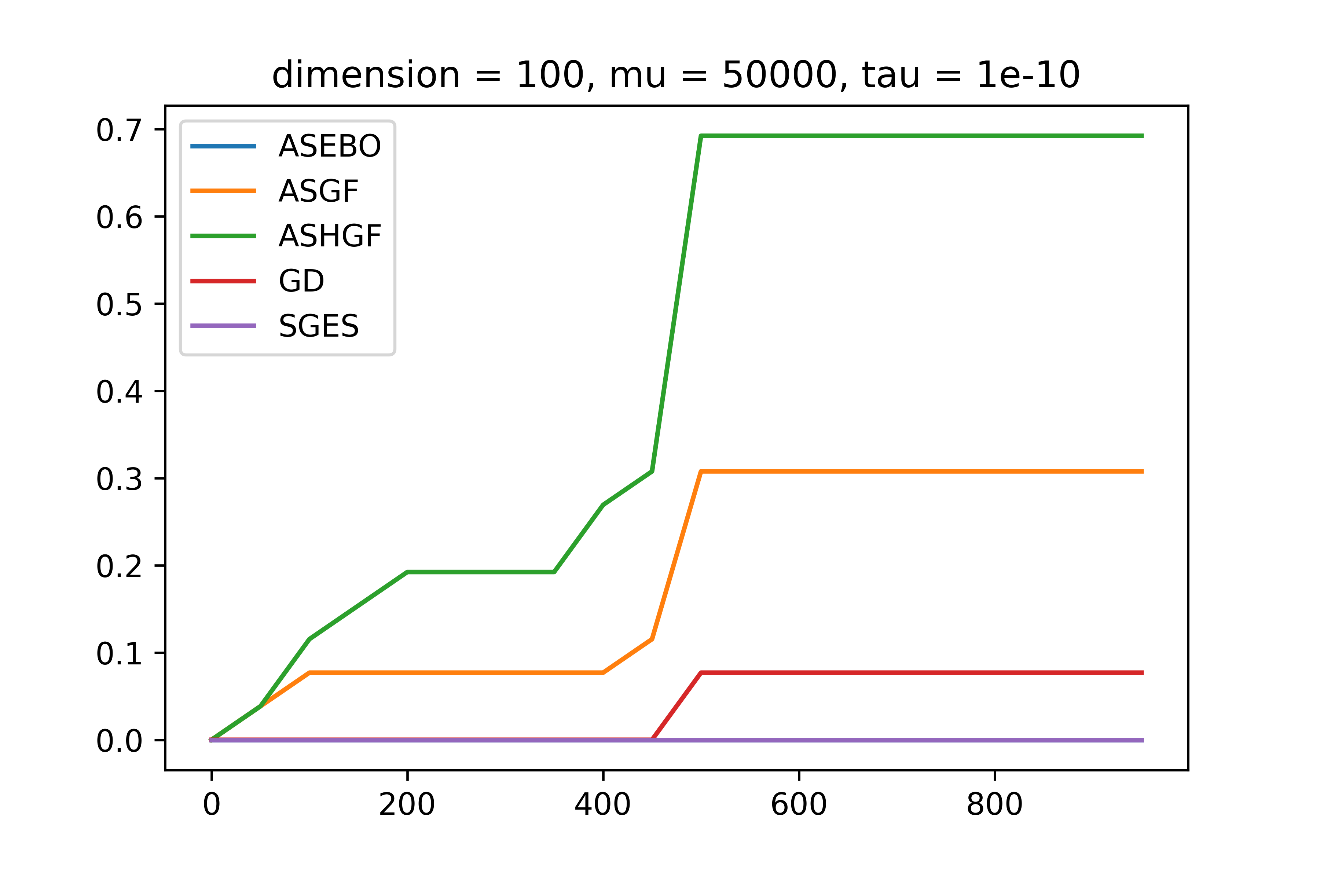 dimension = 100, mu = 50000, tau = 1e-10
0.7
0.6
0.5
0.4
0.3
0.2
0.1
0.0
ASEBO
ASGF
ASHGF
GD
SGES
0 200 400 600 800